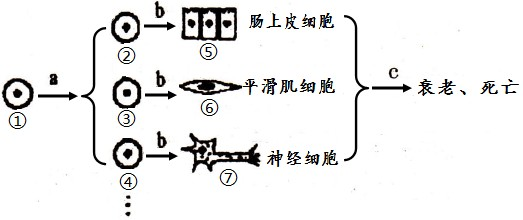 ① a
② b ⑤ 肠上皮细胞
③ b ⑥ 平滑肌细胞
④ b ⑦ 神经细胞
c 衰老、死亡
⋮